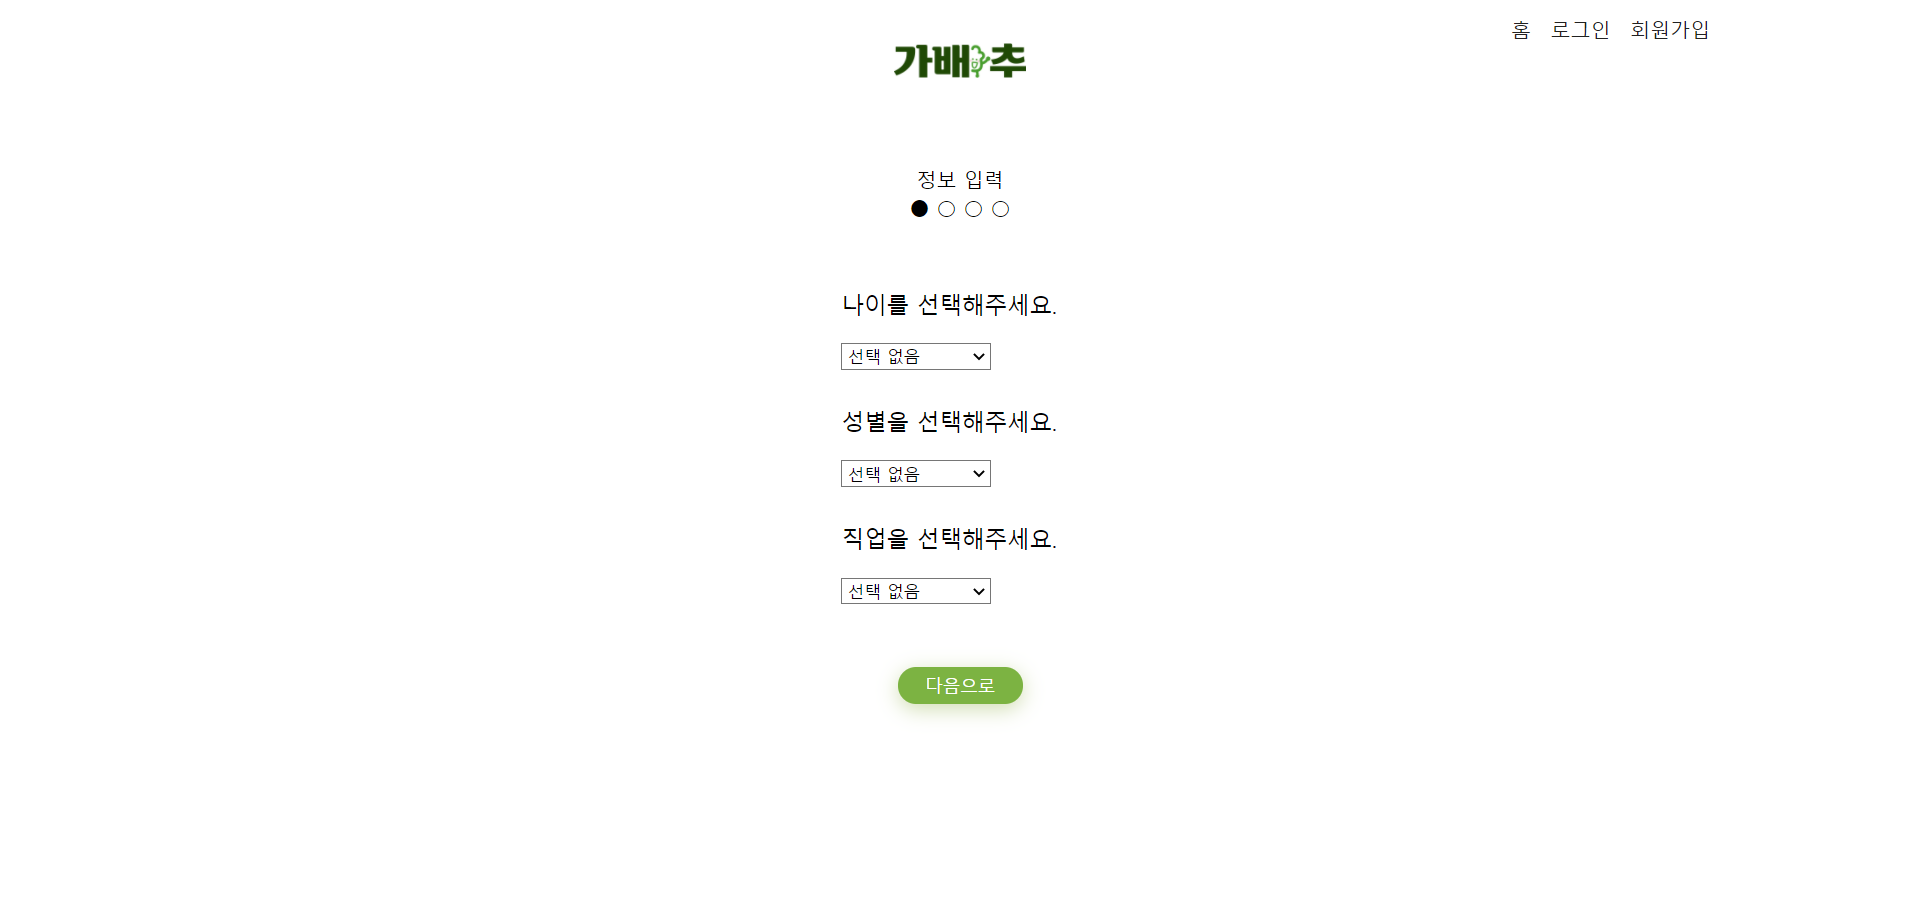 홈 로그인 회원가입
가배추
정보 입력
● ○ ○ ○
나이를 선택해주세요.
선택 없음
성별을 선택해주세요.
선택 없음
직업을 선택해주세요.
선택 없음
다음으로